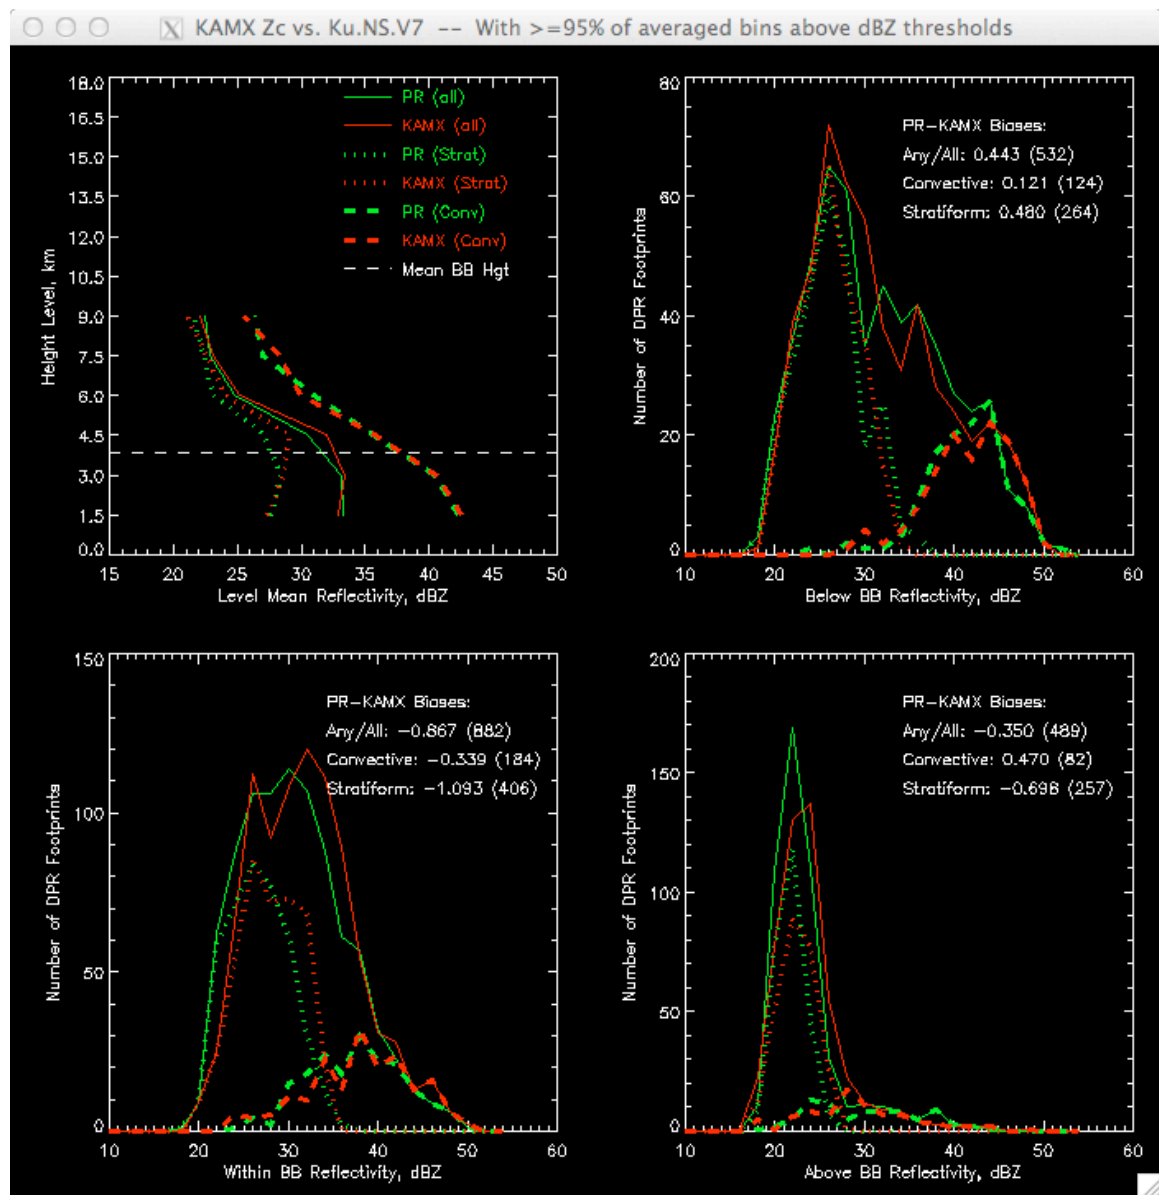 KAMX Zc vs. Ku.NS.V7 -- With >=95% of averaged bins above dBZ thresholds
18.0
16.5
15.0
13.5
12.0
10.5
9.0
7.5
6.0
4.5
3.0
1.5
0.0
Height Level, km
PR (all)
KAMX (all)
PR (Strat)
KAMX (Strat)
PR (Conv)
KAMX (Conv)
Mean BB Hgt
15 20 25 30 35 40 45 50
Level Mean Reflectivity, dBZ
80
60
40
20
0
Number of DPR Footprints
PR-KAMX Biases:
Any/All: 0.443 (532)
Convective: 0.121 (124)
Stratiform: 0.480 (264)
10 20 30 40 50 60
Below BB Reflectivity, dBZ
150
100
50
0
Number of DPR Footprints
PR-KAMX Biases:
Any/All: -0.867 (882)
Convective: -0.339 (184)
Stratiform: -1.093 (406)
10 20 30 40 50 60
Within BB Reflectivity, dBZ
200
150
100
50
0
Number of DPR Footprints
PR-KAMX Biases:
Any/All: -0.350 (489)
Convective: 0.470 (82)
Stratiform: -0.698 (257)
10 20 30 40 50 60
Above BB Reflectivity, dBZ